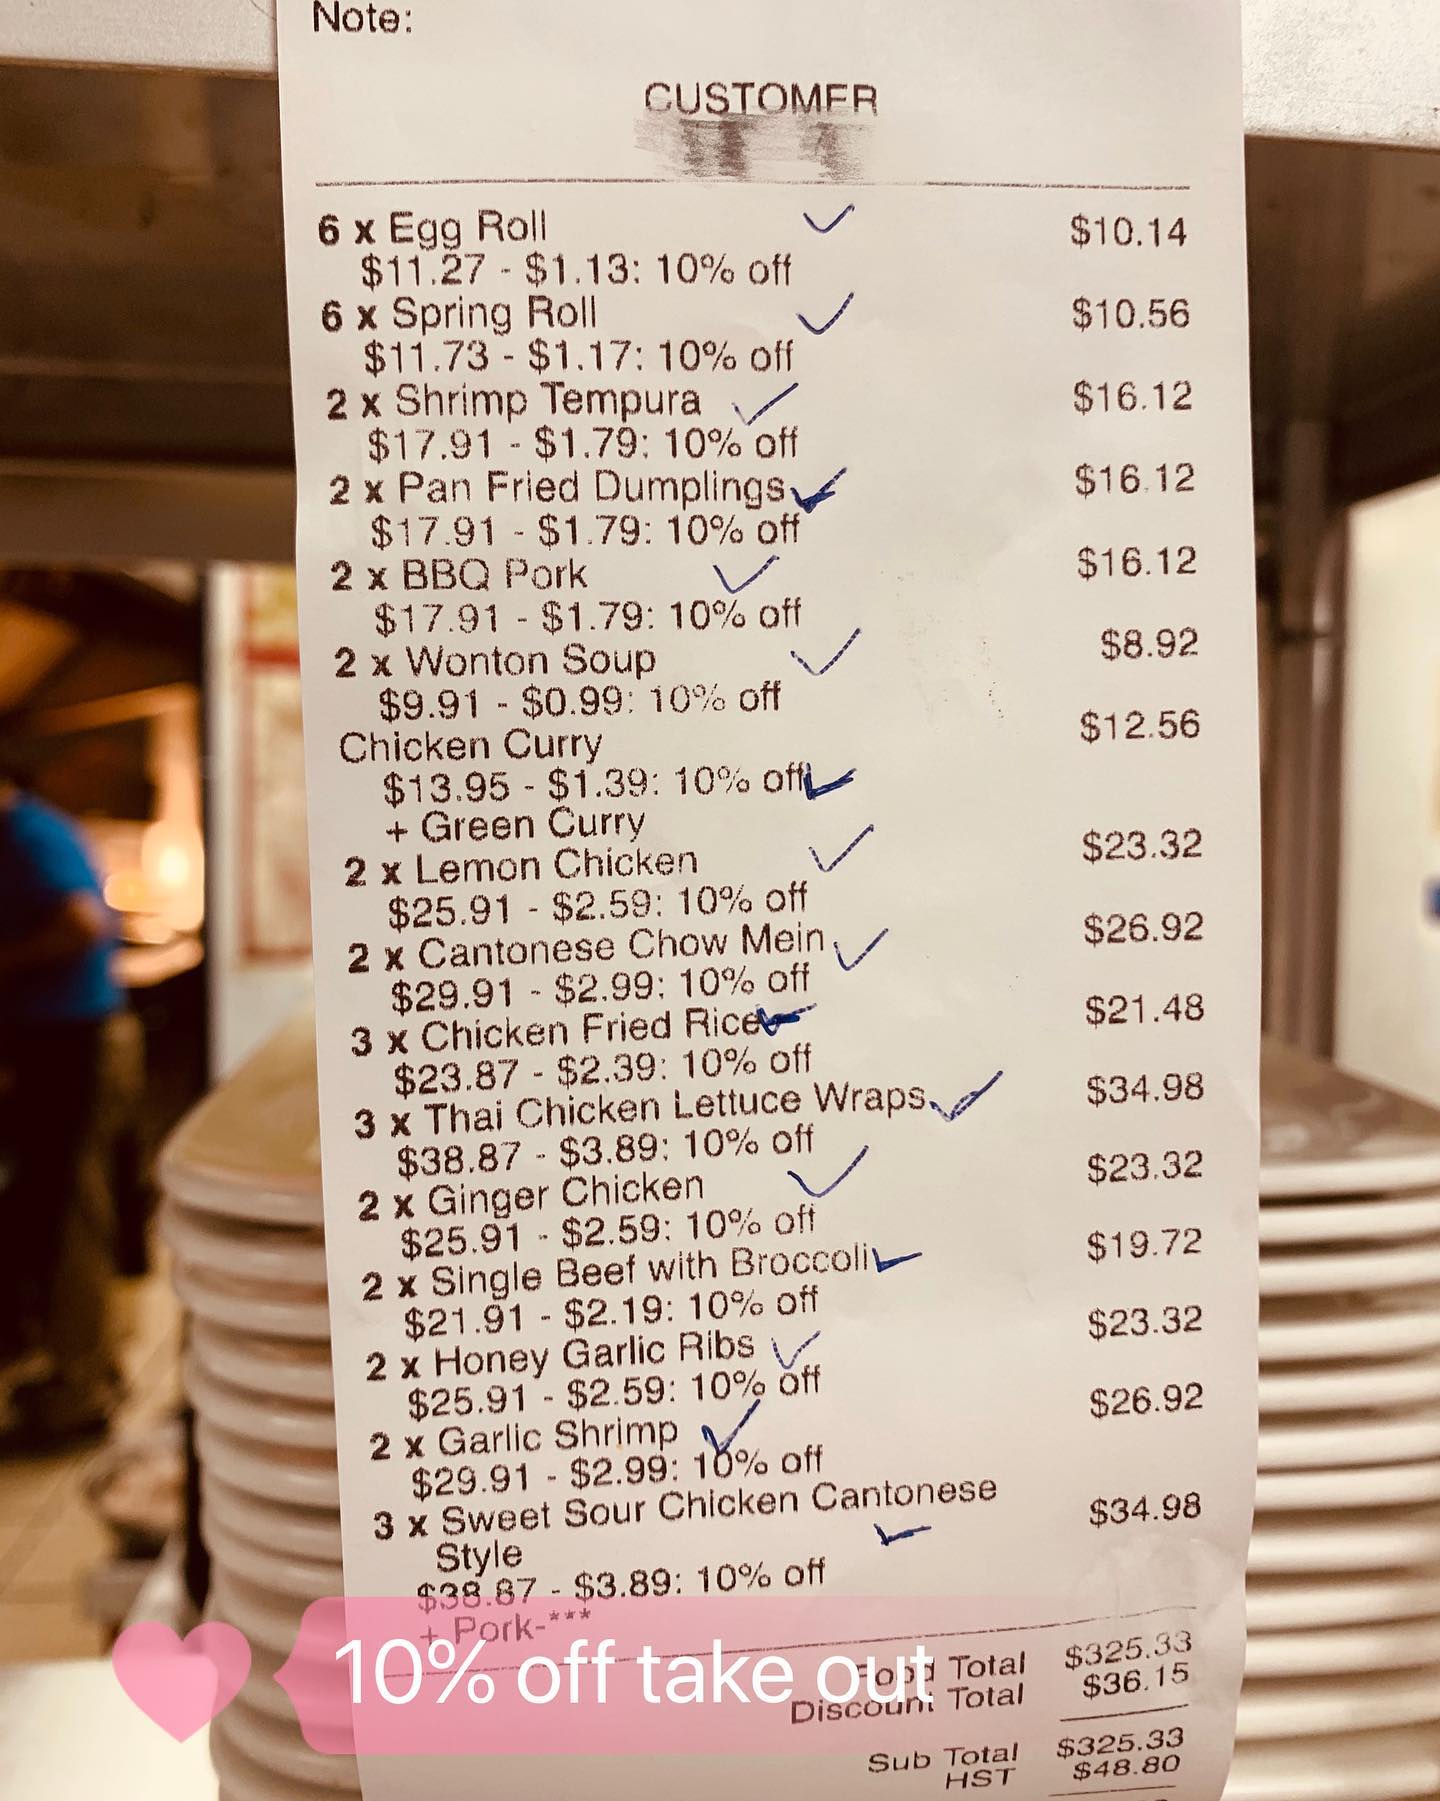 Note:
CUSTOMER
6 x Egg Roll $10.14
$11.27 - $1.13: 10% off
6 x Spring Roll $10.56
$11.73 - $1.17: 10% off
2 x Shrimp Tempura $16.12
$17.91 - $1.79: 10% off
2 x Pan Fried Dumplings $16.12
$17.91 - $1.79: 10% off
2 x BBQ Pork $16.12
$17.91 - $1.79: 10% off
2 x Wonton Soup $8.92
$9.91 - $0.99: 10% off
Chicken Curry $12.56
$13.95 - $1.39: 10% off
+ Green Curry
2 x Lemon Chicken $23.32
$25.91 - $2.59: 10% off
2 x Cantonese Chow Mein $26.92
$29.91 - $2.99: 10% off
3 x Chicken Fried Rice $21.48
$23.87 - $2.39: 10% off
3 x Thai Chicken Lettuce Wraps $34.98
$38.87 - $3.89: 10% off
2 x Ginger Chicken $23.32
$25.91 - $2.59: 10% off
2 x Single Beef with Broccoli $19.72
$21.91 - $2.19: 10% off
2 x Honey Garlic Ribs $23.32
$25.91 - $2.59: 10% off
2 x Garlic Shrimp $26.92
$29.91 - $2.99: 10% off
3 x Sweet Sour Chicken Cantonese $34.98
Style
$38.87 - $3.89: 10% off
+ Pork-***
10% off take out
Food Total $325.33
Discount Total $36.15
Sub Total $325.33
HST $48.80